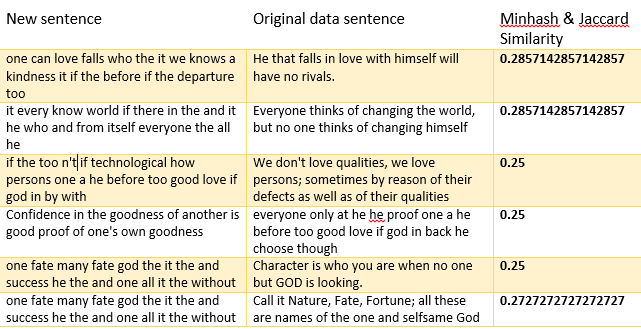 New sentence
Original data sentence
Minhash & Jaccard
Similarity
one can love falls who the it we knows a
kindness it if the before if the departure
too
He that falls in love with himself will
have no rivals.
0.2857142857142857
it every know world if there in the and it
he who and from itself everyone the all
he
Everyone thinks of changing the world,
but no one thinks of changing himself
0.2857142857142857
if the too n't if technological how
persons one a he before too good love if
god in by with
We don't love qualities, we love
persons; sometimes by reason of their
defects as well as of their qualities
0.25
Confidence in the goodness of another is
good proof of one's own goodness
everyone only at he he proof one a he
before too good love if god in back he
choose though
0.25
one fate many fate god the it the and
success he the and one all it the without
Character is who you are when no one
but GOD is looking.
0.25
one fate many fate god the it the and
success he the and one all it the without
Call it Nature, Fate, Fortune; all these
are names of the one and selfsame God
0.2727272727272727